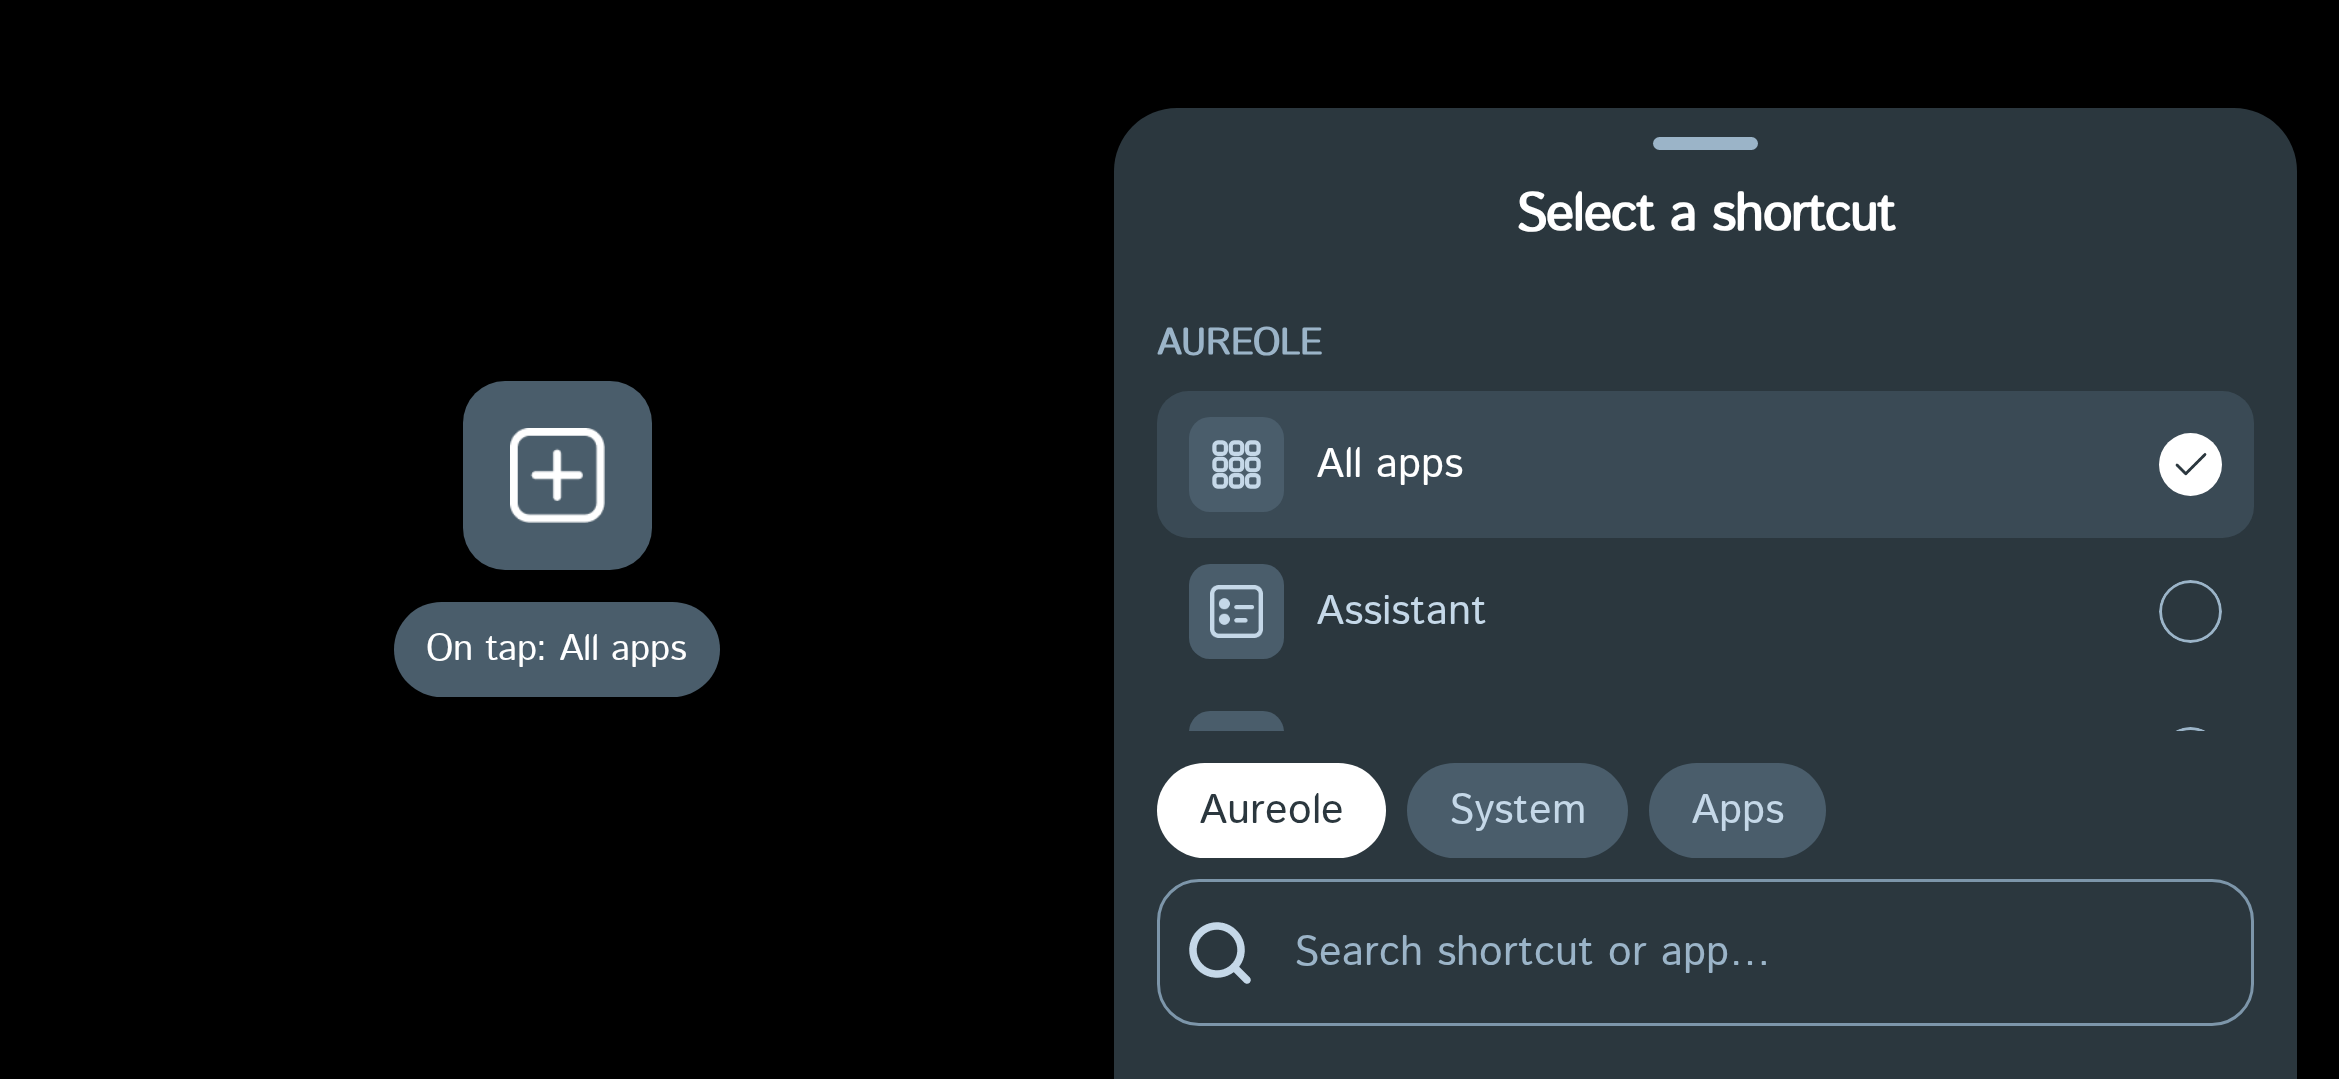 On tap: All apps
Select a shortcut
AUREOLE
All apps
Assistant
Aureole
System
Apps
Search shortcut or app...